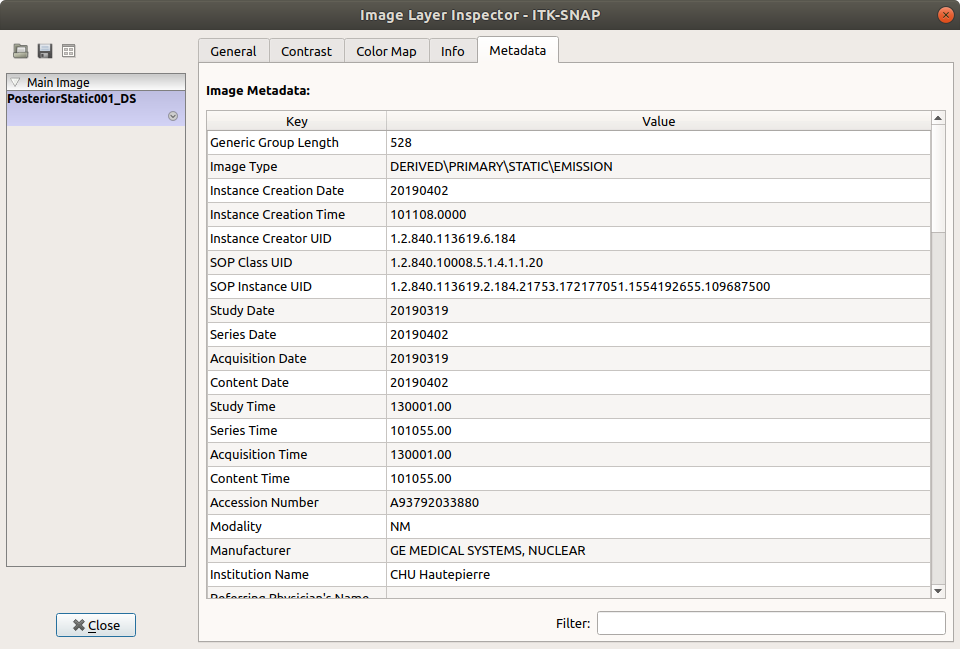 Image Layer Inspector - ITK-SNAP
General Contrast Color Map Info Metadata
Main Image
PosteriorStatic001_DS
Image Metadata:
Key Value
Generic Group Length 528
Image Type DERIVED\PRIMARY\STATIC\EMISSION
Instance Creation Date 20190402
Instance Creation Time 101108.0000
Instance Creator UID 1.2.840.113619.6.184
SOP Class UID 1.2.840.10008.5.1.4.1.1.20
SOP Instance UID 1.2.840.113619.2.184.21753.172177051.1554192655.109687500
Study Date 20190319
Series Date 20190402
Acquisition Date 20190319
Content Date 20190402
Study Time 130001.00
Series Time 101055.00
Acquisition Time 130001.00
Content Time 101055.00
Accession Number A93792033880
Modality NM
Manufacturer GE MEDICAL SYSTEMS, NUCLEAR
Institution Name CHU Hautepierre
Referring Physician's Name
Filter:
Close